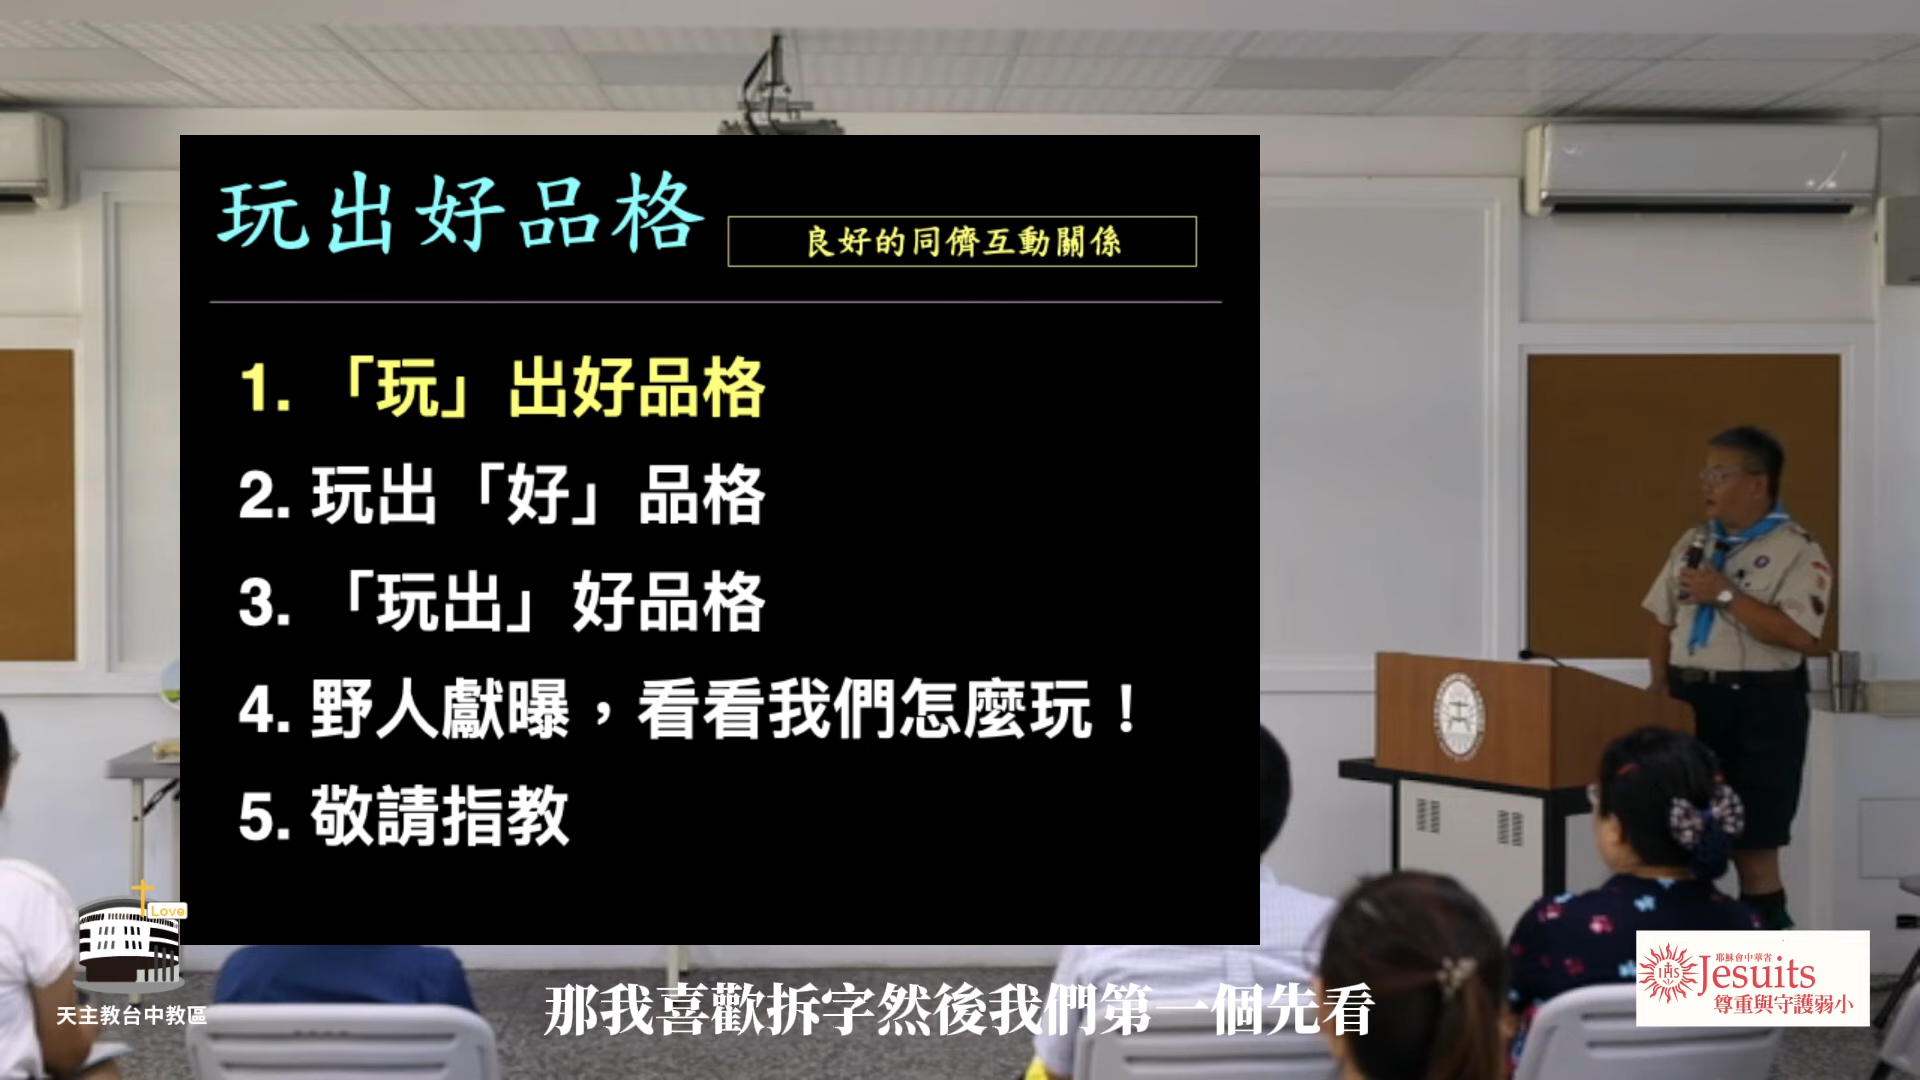 玩出好品格
良好的同儕互動關係
1. 「玩」出好品格
2. 玩出「好」品格
3. 「玩出」好品格
4. 野人獻曝，看看我們怎麼玩！
5. 敬請指教
Love
天主教台中教區
那我喜歡拆字然後我們第一個先看
耶穌會中華省
IHS
Jesuits
尊重與守護弱小